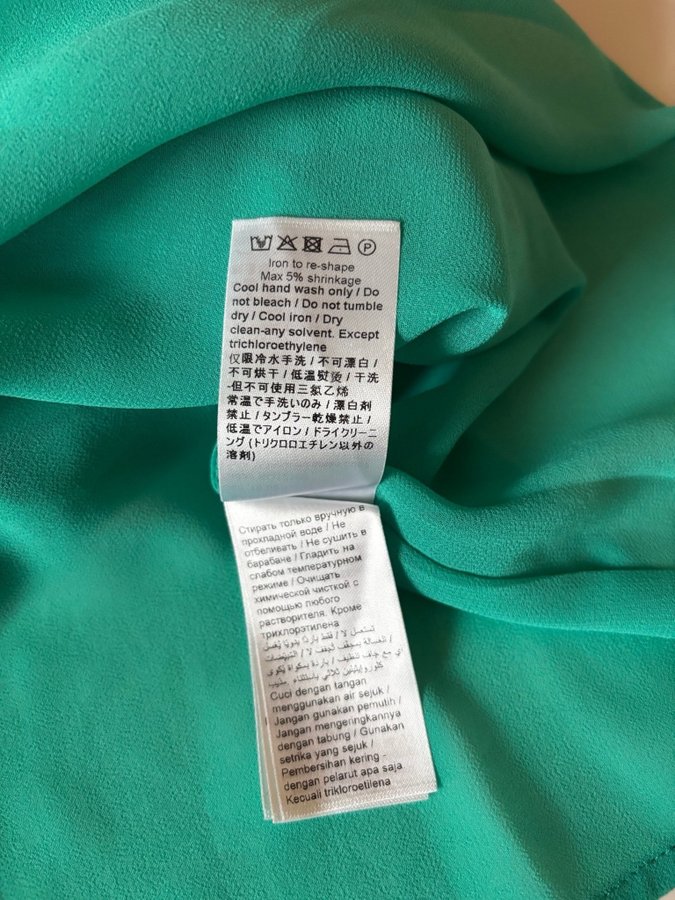 Iron to re-shape
Max 5% shrinkage
Cool hand wash only / Do
not bleach / Do not tumble
dry / Cool iron / Dry
clean-any solvent. Except
trichloroethylene
仅限冷水手洗 / 不可漂白 /
不可烘干 / 低温熨烫 / 干洗
-但不可使用三氯乙烯
常温で手洗いのみ / 漂白剤
禁止 / タンブラー乾燥禁止 /
低温でアイロン / ドライクリーニ
ング (トリクロロエチレン以外の
溶剤)
Стирать только вручную в
прохладной воде / Не
отбеливать / Не сушить в
барабане / Гладить на
слабом температурном
режиме / Очищать
химической чисткой с
помощью любого
растворителя. Кроме
трихлорэтилена
Cuci dengan tangan
menggunakan air sejuk /
Jangan gunakan pemutih /
Jangan mengeringkannya
dengan tabung / Gunakan
setrika yang sejuk /
Pembersihan kering -
dengan pelarut apa saja
Kecuali trikloroetilena